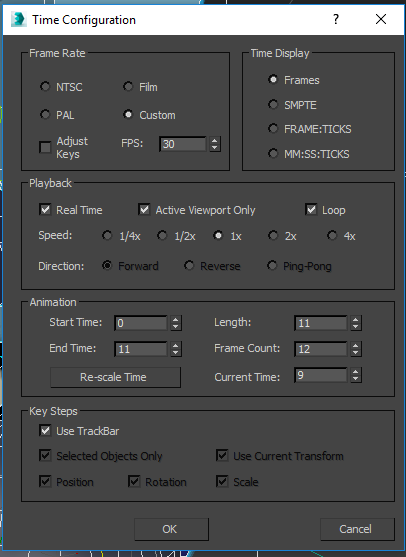 Time Configuration
Frame Rate
NTSC Film
PAL Custom
Adjust Keys FPS: 30
Time Display
Frames
SMPTE
FRAME:TICKS
MM:SS:TICKS
Playback
Real Time Active Viewport Only Loop
Speed: 1/4x 1/2x 1x 2x 4x
Direction: Forward Reverse Ping-Pong
Animation
Start Time: 0 Length: 11
End Time: 11 Frame Count: 12
Re-scale Time Current Time: 9
Key Steps
Use TrackBar
Selected Objects Only Use Current Transform
Position Rotation Scale
OK Cancel